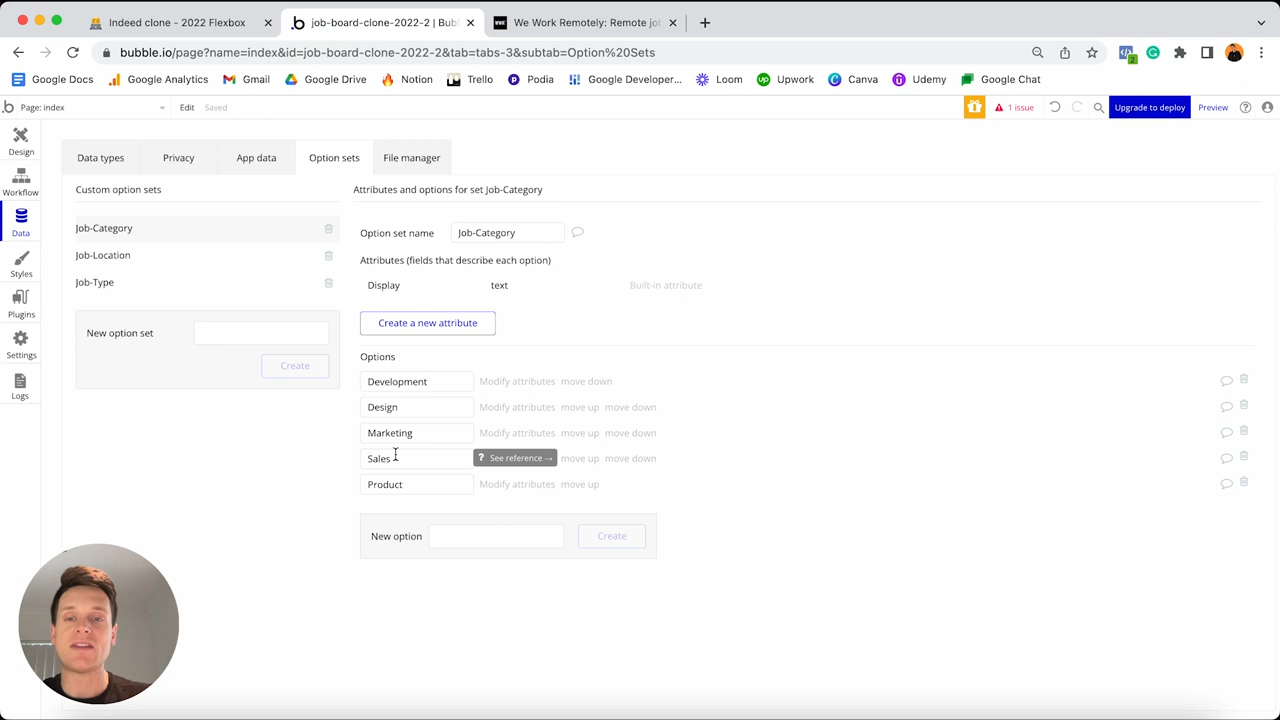 Indeed clone - 2022 Flexbox
job-board-clone-2022-2 | Bub
We Work Remotely: Remote jo
bubble.io/page?name=index&id=job-board-clone-2022-2&tab=tabs-3&subtab=Option%20Sets
2
Google Docs Google Analytics Gmail Google Drive Notion Trello Podia Google Developer... Loom Upwork Canva Udemy Google Chat
Page: index Edit Saved 1 issue Upgrade to deploy Preview
Design
Workflow
Data
Styles
Plugins
Settings
Logs
Data types Privacy App data Option sets File manager
Custom option sets
Job-Category
Job-Location
Job-Type
New option set
Create
Attributes and options for set Job-Category
Option set name Job-Category
Attributes (fields that describe each option)
Display text Built-in attribute
Create a new attribute
Options
Development Modify attributes move down
Design Modify attributes move up move down
Marketing Modify attributes move up move down
Sales ? See reference → move up move down
Product Modify attributes move up
New option Create